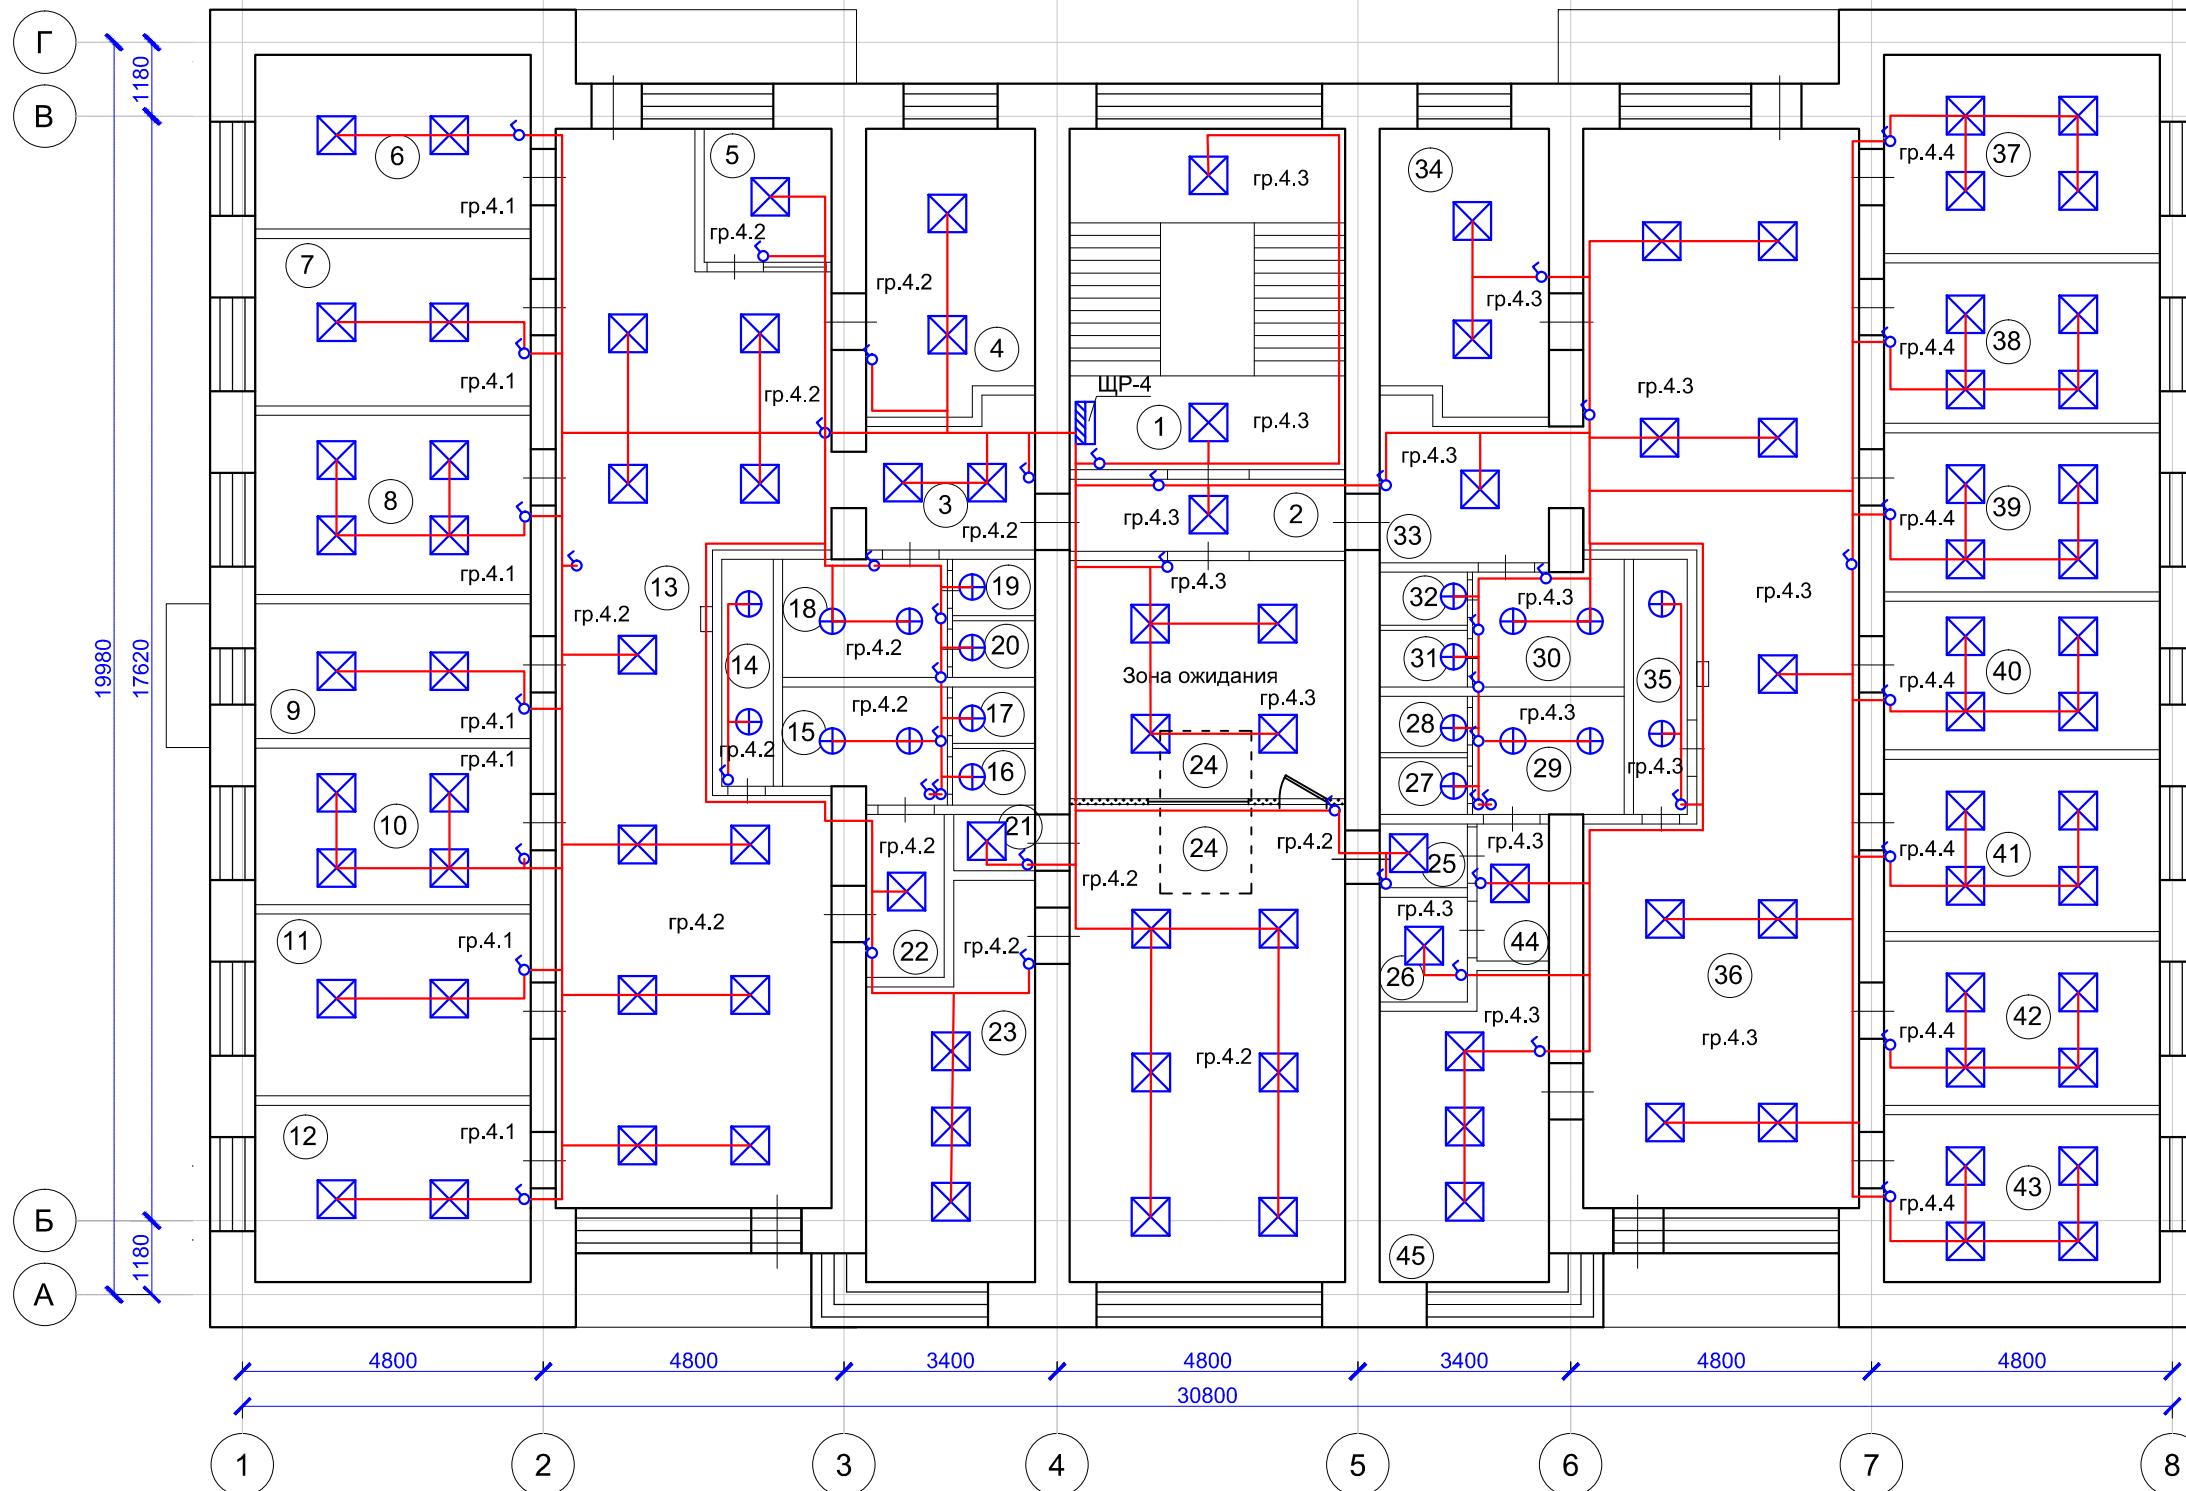 Г
В
Б
А
1180
19980
17620
1180
6
гр.4.1
7
гр.4.1
8
гр.4.1
9
гр.4.1
гр.4.1
10
11
гр.4.1
12
гр.4.1
5
гр.4.2
гр.4.2
13
гр.4.2
14
гр.4.2
гр.4.2
гр.4.2
4
3
гр.4.2
18
гр.4.2
19
20
гр.4.2
15
17
16
21
гр.4.2
22
гр.4.2
23
гр.4.3
ЩР-4
1
гр.4.3
гр.4.3
2
гр.4.3
Зона ожидания
гр.4.3
24
24
гр.4.2
гр.4.2
гр.4.2
34
гр.4.3
гр.4.3
33
32
гр.4.3
31
30
28
гр.4.3
29
27
35
гр.4.3
гр.4.3
25
гр.4.3
44
26
гр.4.3
45
гр.4.3
гр.4.3
36
гр.4.3
гр.4.4
37
гр.4.4
38
гр.4.4
39
гр.4.4
40
гр.4.4
41
гр.4.4
42
гр.4.4
43
4800
4800
3400
4800
3400
4800
4800
30800
1
2
3
4
5
6
7
8